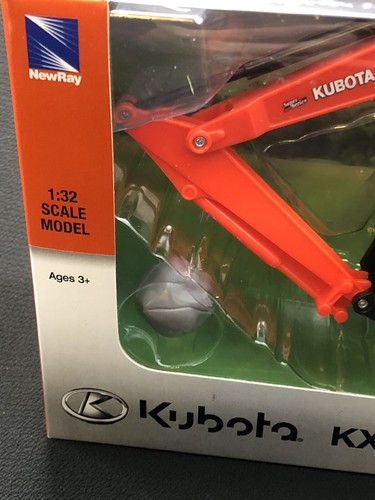 NewRay
KUBOTA
1:32
SCALE
MODEL
Ages 3+
Kubota KX